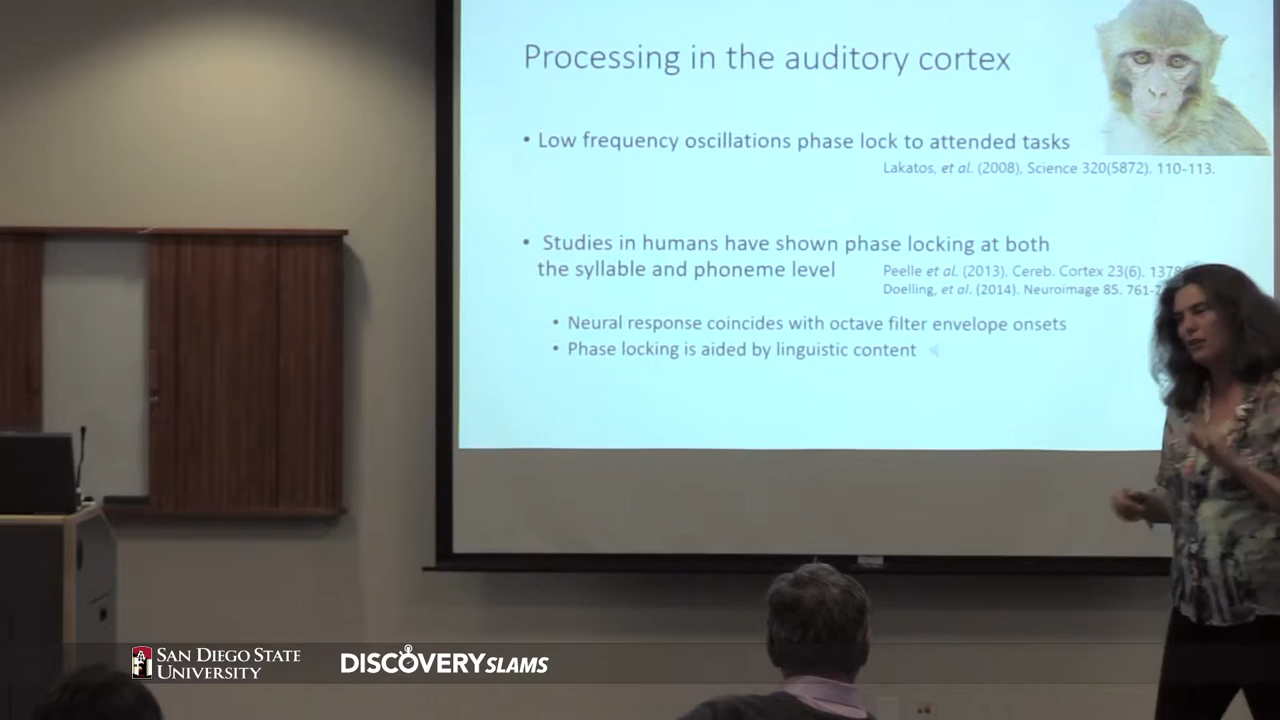 Processing in the auditory cortex
• Low frequency oscillations phase lock to attended tasks
Lakatos, et al. (2008), Science 320(5872). 110-113.
• Studies in humans have shown phase locking at both
the syllable and phoneme level
Peelle et al. (2013). Cereb. Cortex 23(6).
Doelling, et al. (2014). Neuroimage 85.
• Neural response coincides with octave filter envelope onsets
• Phase locking is aided by linguistic content
SAN DIEGO STATE
UNIVERSITY
DISCOVERY SLAMS